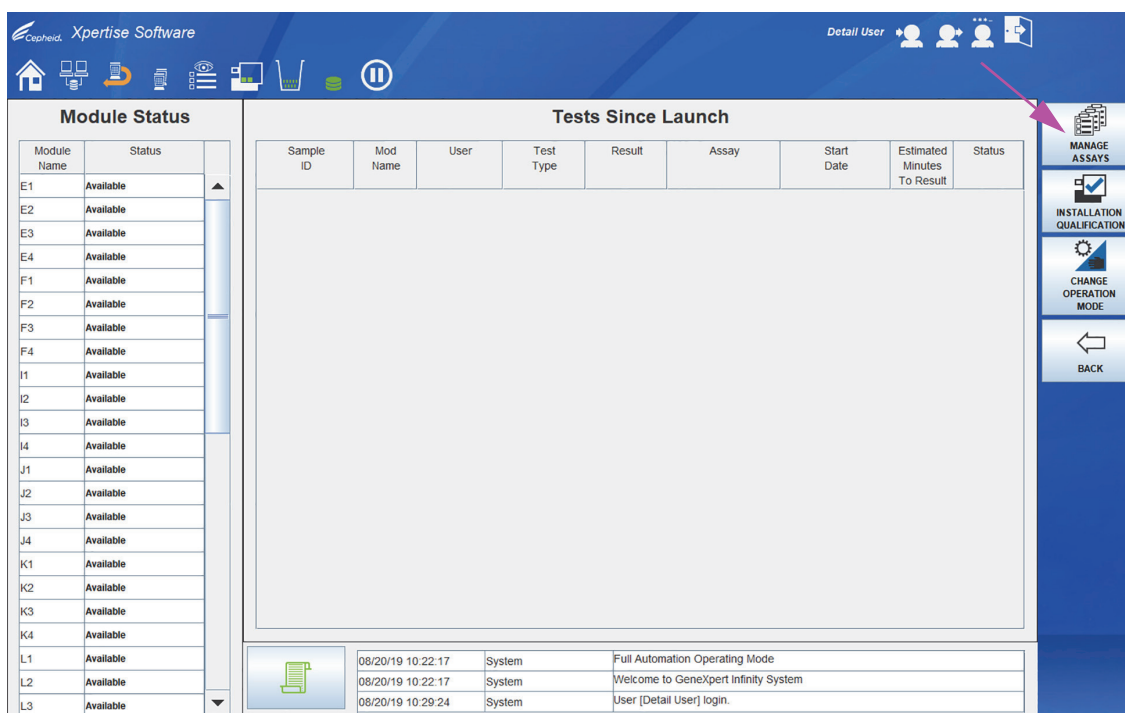 Cepheid. Xpertise Software
Detail User
Module Status
Module Name Status
E1 Available
E2 Available
E3 Available
E4 Available
F1 Available
F2 Available
F3 Available
F4 Available
I1 Available
I2 Available
I3 Available
I4 Available
J1 Available
J2 Available
J3 Available
J4 Available
K1 Available
K2 Available
K3 Available
K4 Available
L1 Available
L2 Available
L3 Available
Tests Since Launch
Sample ID Mod Name User Test Type Result Assay Start Date Estimated Minutes To Result Status
08/20/19 10:22:17 System Full Automation Operating Mode
08/20/19 10:22:17 System Welcome to GeneXpert Infinity System
08/20/19 10:29:24 System User [Detail User] login.
MANAGE
ASSAYS
INSTALLATION
QUALIFICATION
CHANGE
OPERATION
MODE
BACK